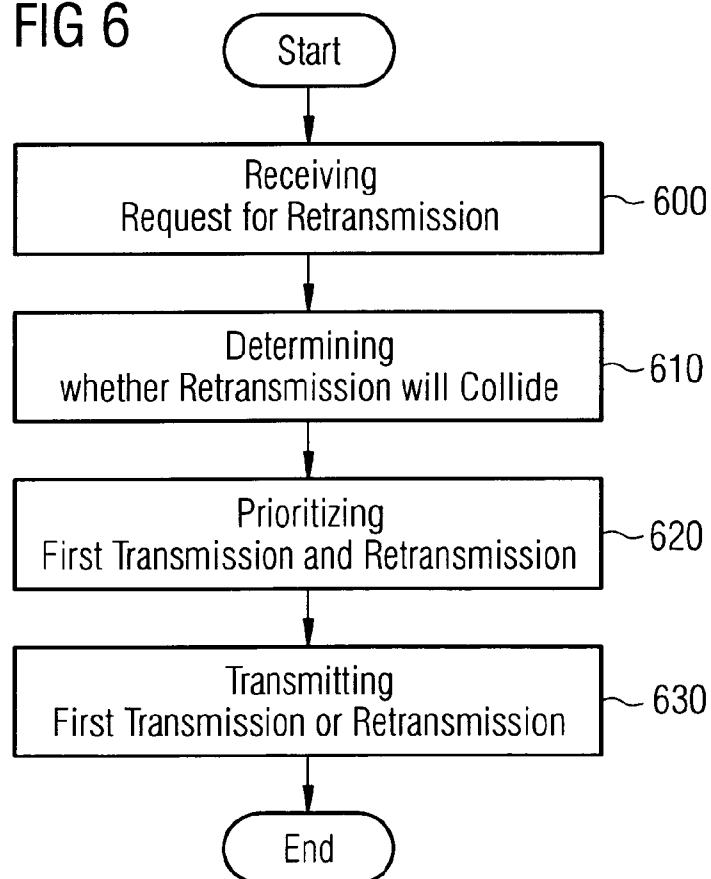 FIG 6
Start
Receiving
Request for Retransmission
600
Determining
whether Retransmission will Collide
610
Prioritizing
First Transmission and Retransmission
620
Transmitting
First Transmission or Retransmission
630
End